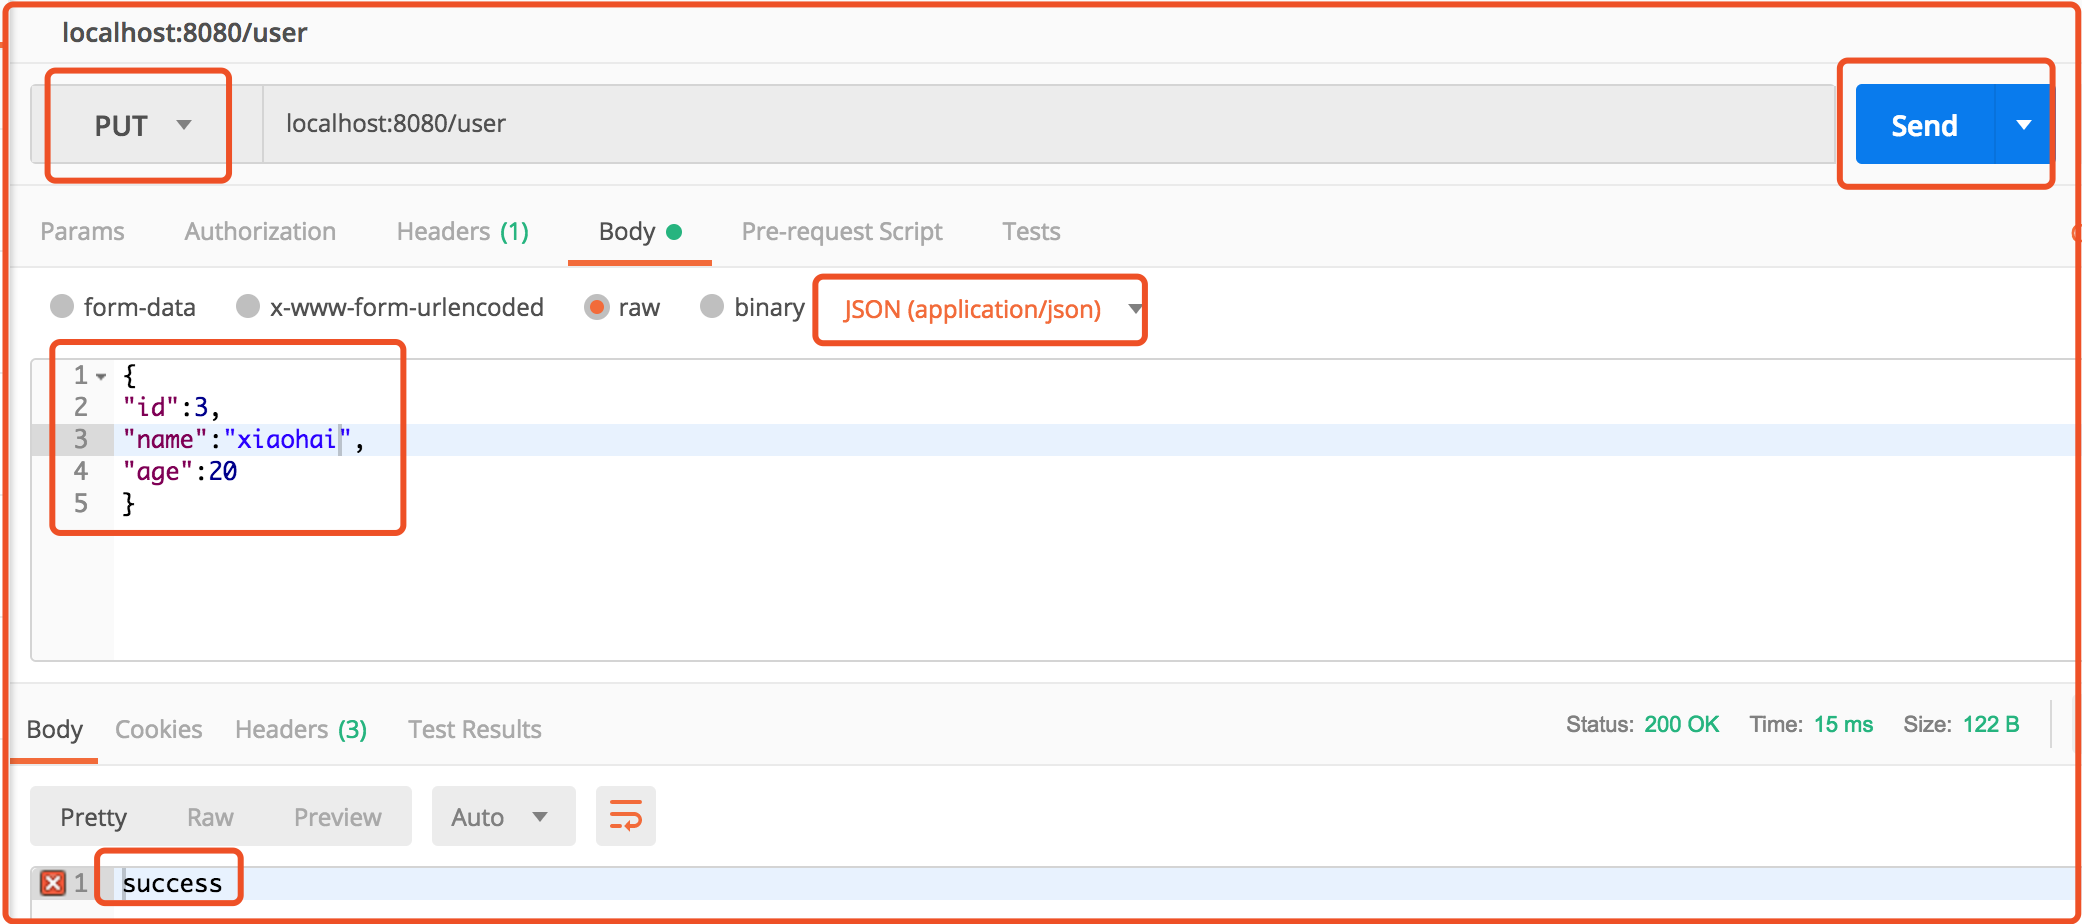 localhost:8080/user
PUT localhost:8080/user Send
Params Authorization Headers (1) Body Pre-request Script Tests
form-data x-www-form-urlencoded raw binary JSON (application/json)
1 {
2 "id":3,
3 "name":"xiaohai",
4 "age":20
5 }
Body Cookies Headers (3) Test Results Status: 200 OK Time: 15 ms Size: 122 B
Pretty Raw Preview Auto
1 success